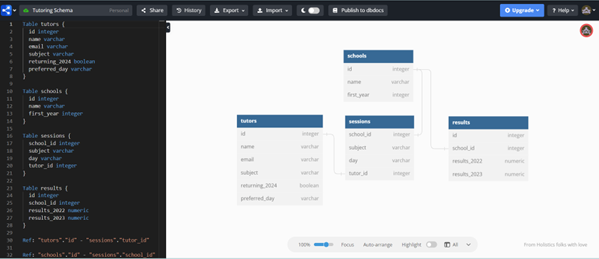 Tutoring Schema
Personal
Share
History
Export
Import
Publish to dbdocs
Upgrade
Help
1 Table tutors {
2 id integer
3 name varchar
4 email varchar
5 subject varchar
6 returning_2024 boolean
7 preferred_day varchar
8 }
9
10 Table schools {
11 id integer
12 name varchar
13 first_year integer
14 }
15
16 Table sessions {
17 school_id integer
18 subject varchar
19 day varchar
20 tutor_id integer
21 }
22
23 Table results {
24 id integer
25 school_id integer
26 results_2022 numeric
27 results_2023 numeric
28 }
29
30 Ref: "tutors"."id" - "sessions"."tutor_id"
31
32 Ref: "schools"."id" - "sessions"."school_id"
schools
id integer
name varchar
first_year integer
tutors
id integer
name varchar
email varchar
subject varchar
returning_2024 boolean
preferred_day varchar
sessions
school_id integer
subject varchar
day varchar
tutor_id integer
results
id integer
school_id integer
results_2022 numeric
results_2023 numeric
100%
Focus
Auto-arrange
Highlight
All
From Holistics folks with love